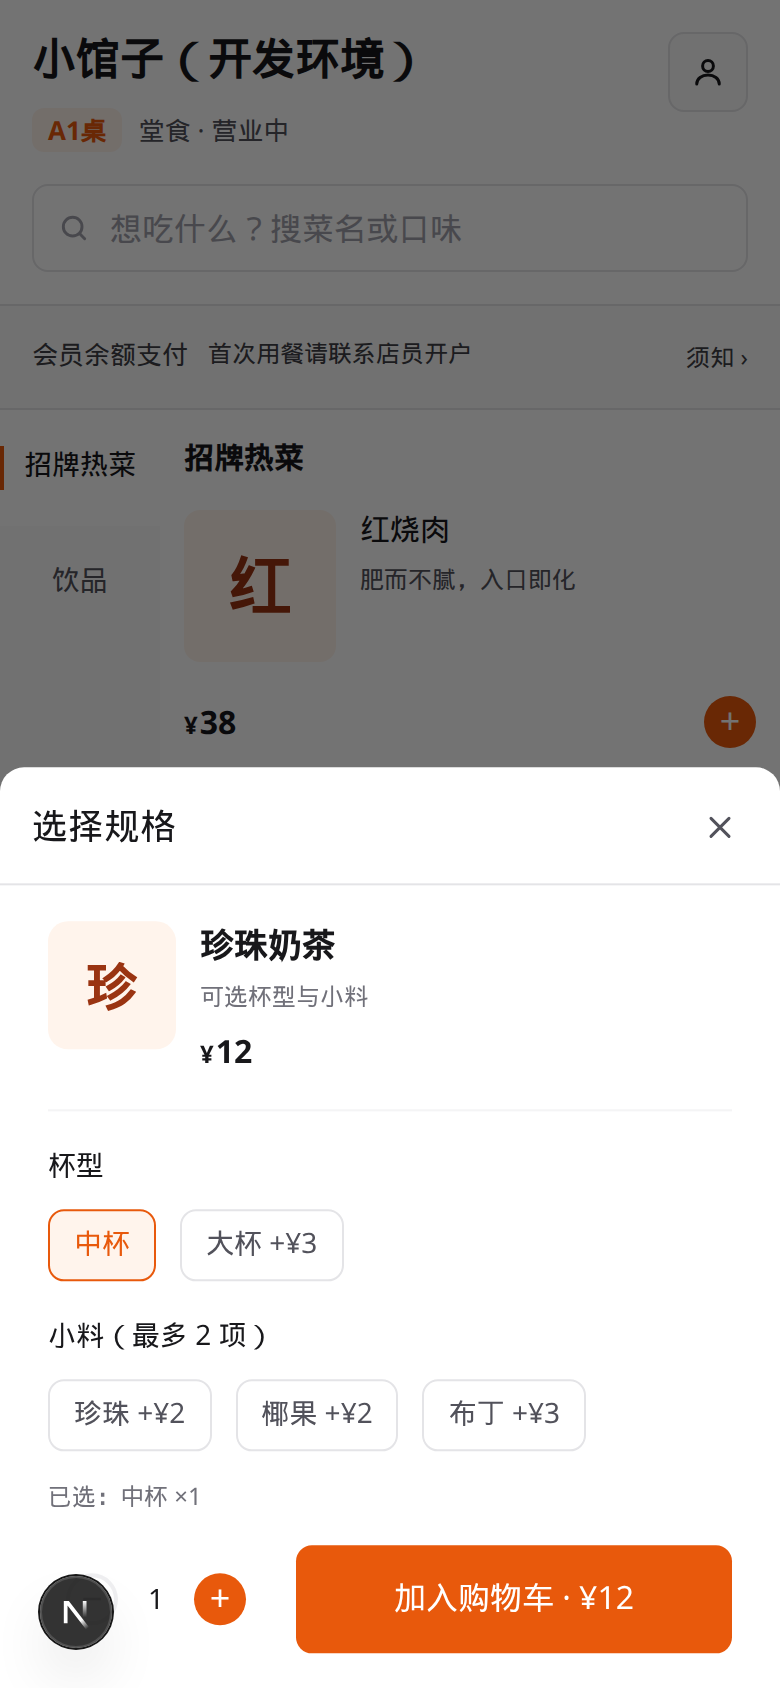 小馆子（开发环境）
A1桌 堂食 · 营业中
想吃什么？搜菜名或口味
会员余额支付 首次用餐请联系店员开户 须知 ›
招牌热菜
招牌热菜
红
红烧肉
肥而不腻，入口即化
饮品
¥38
+
选择规格
珍
珍珠奶茶
可选杯型与小料
¥12
杯型
中杯 大杯 +¥3
小料（最多 2 项）
珍珠 +¥2 椰果 +¥2 布丁 +¥3
已选：中杯 ×1
N 1 + 加入购物车 · ¥12